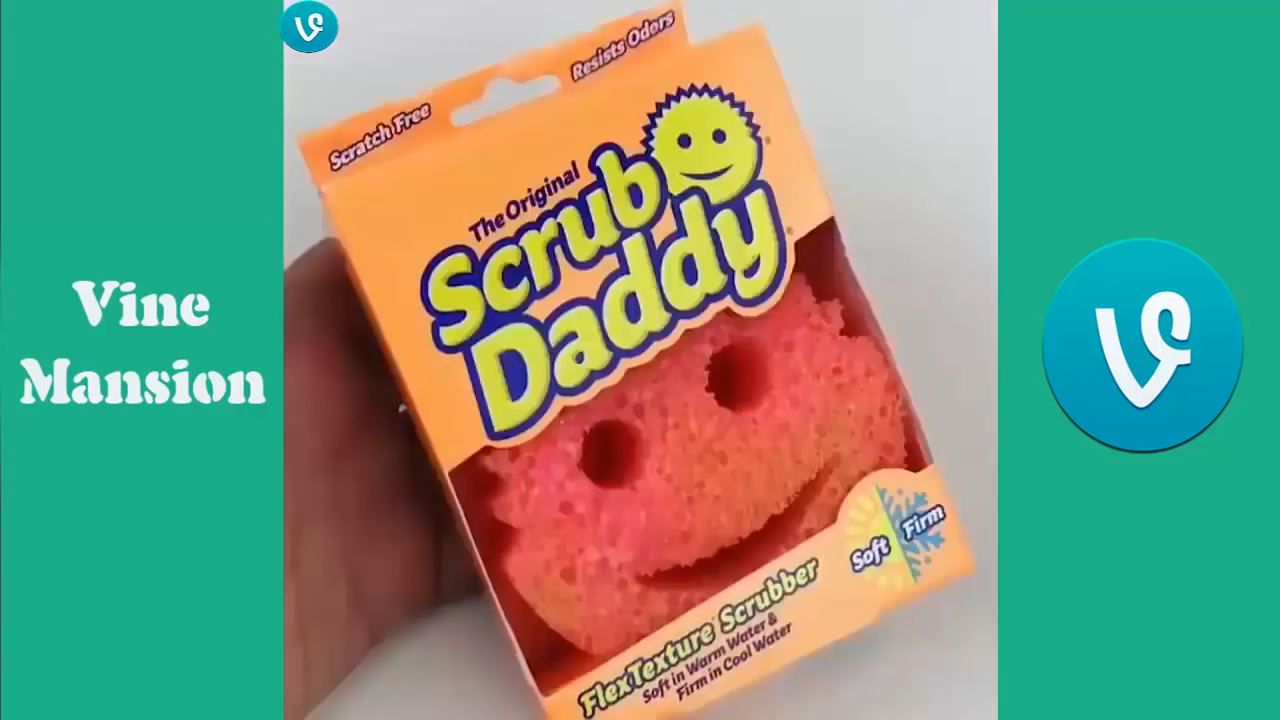 Vine
Mansion
Scratch Free
Resists Odors
The Original
Scrub
Daddy
FlexTexture Scrubber
Soft in Warm Water &
Firm in Cool Water
Soft
Firm